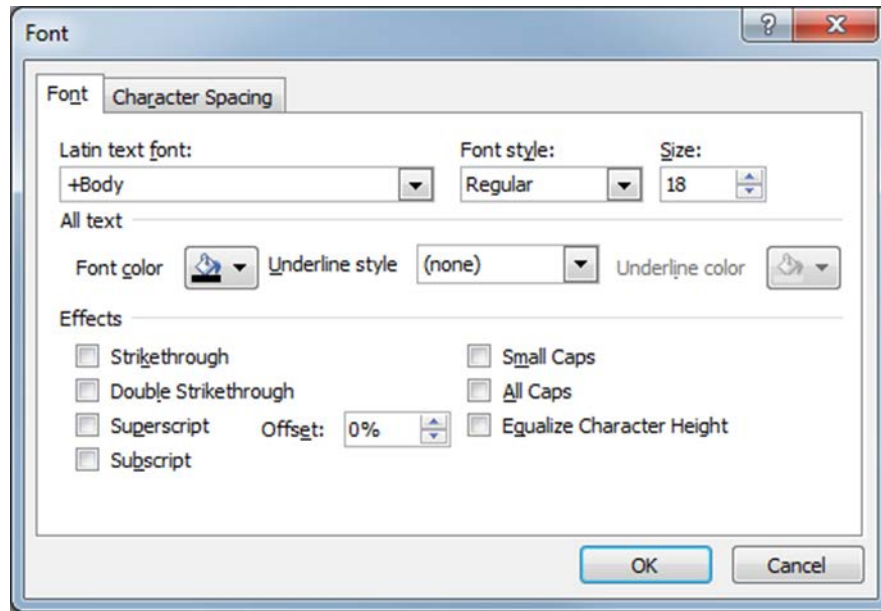 Font
Font Character Spacing
Latin text font: Font style: Size:
+Body Regular 18
All text
Font color Underline style (none) Underline color
Effects
Strikethrough Small Caps
Double Strikethrough All Caps
Superscript Offset: 0% Equalize Character Height
Subscript
OK Cancel